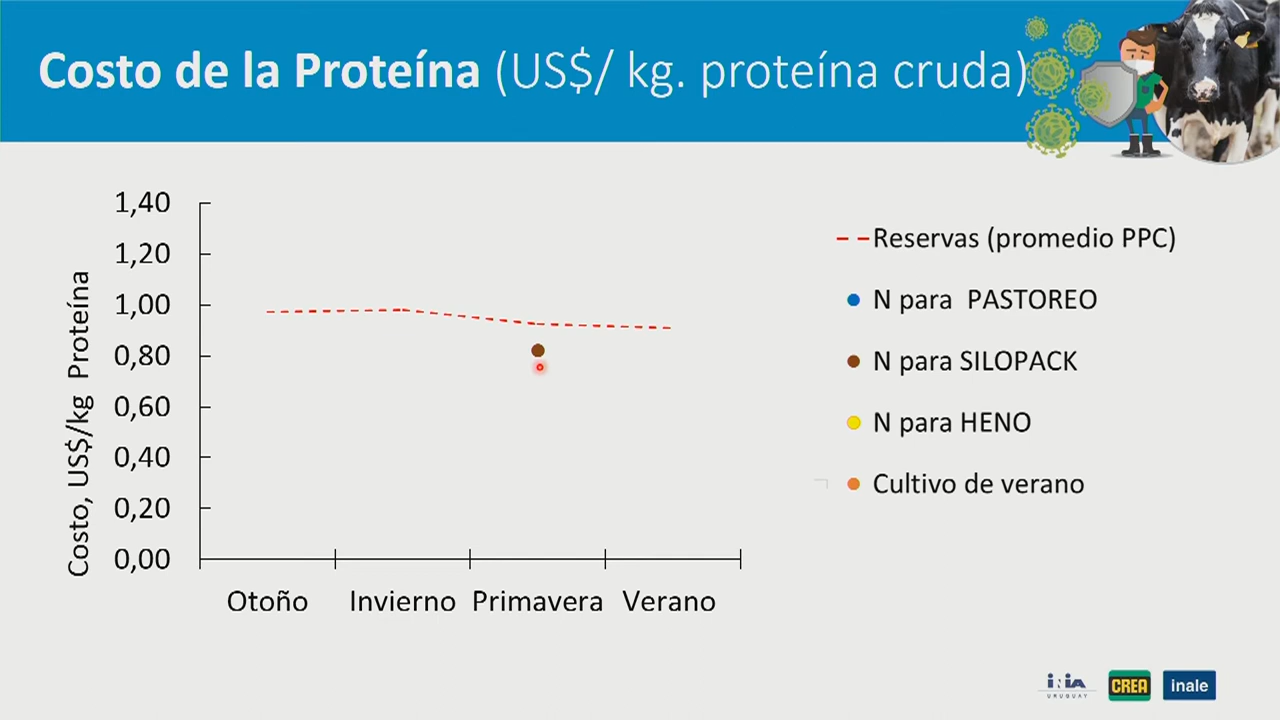 Costo de la Proteína (US$/ kg. proteína cruda)
Costo, US$/kg  Proteína
1,40
1,20
1,00
0,80
0,60
0,40
0,20
0,00
Otoño
Invierno
Primavera
Verano
Reservas (promedio PPC)
N para  PASTOREO
N para SILOPACK
N para HENO
Cultivo de verano
INIA
URUGUAY
CREA
inale